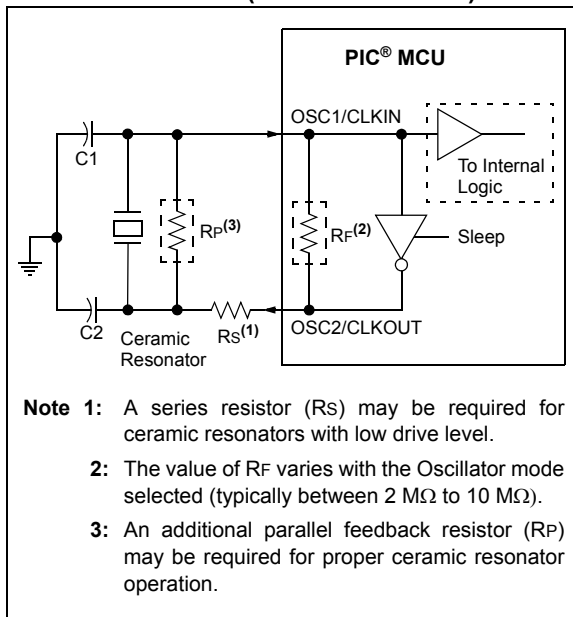 PIC® MCU
OSC1/CLKIN
C1
To Internal
Logic
RP(3)
RF(2)
Sleep
C2
Ceramic
Resonator
RS(1)
OSC2/CLKOUT
Note 1: A series resistor (RS) may be required for
ceramic resonators with low drive level.
2: The value of RF varies with the Oscillator mode
selected (typically between 2 MΩ to 10 MΩ).
3: An additional parallel feedback resistor (RP)
may be required for proper ceramic resonator
operation.